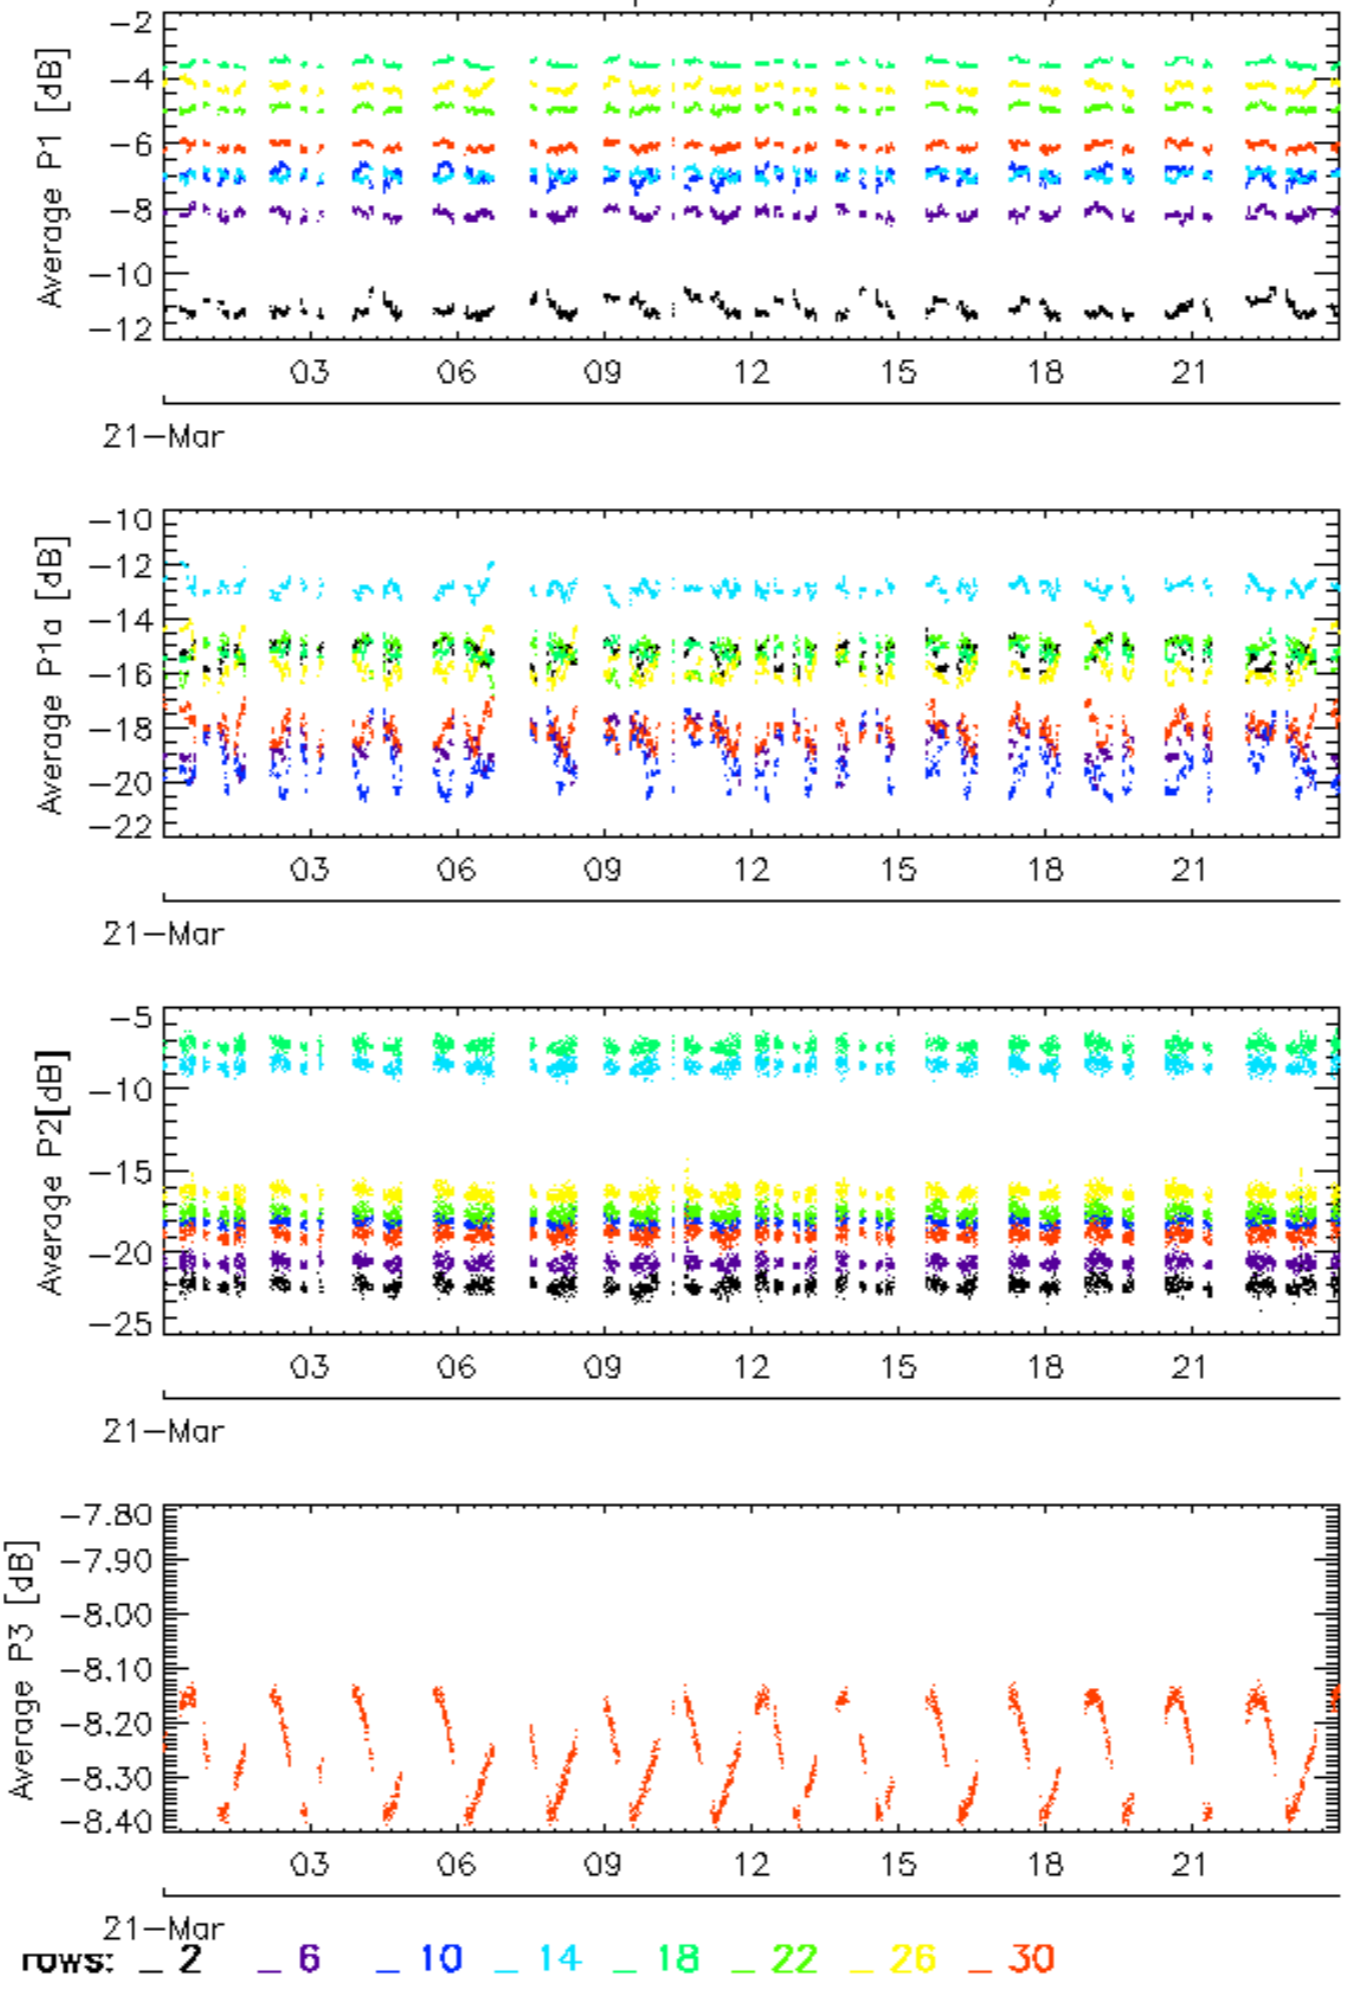 -2
-4
-6
-8
-10
-12
Average P1 [dB]
03 06 09 12 15 18 21
21-Mar
-10
-12
-14
-16
-18
-20
-22
Average P1a [dB]
03 06 09 12 15 18 21
21-Mar
-5
-10
-15
-20
-25
Average P2[dB]
03 06 09 12 15 18 21
21-Mar
-7.80
-7.90
-8.00
-8.10
-8.20
-8.30
-8.40
Average P3 [dB]
03 06 09 12 15 18 21
21-Mar
rows: _ 2 _ 6 _ 10 _ 14 _ 18 _ 22 _ 26 _ 30